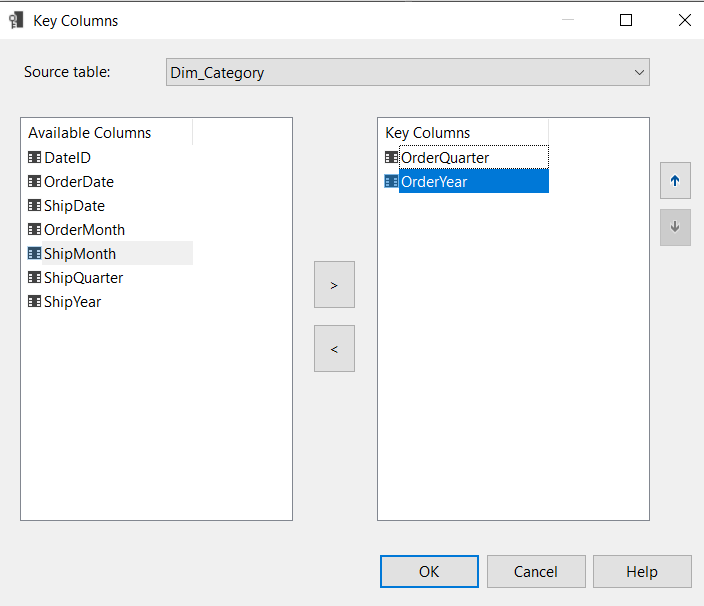 Key Columns
Source table:
Dim_Category
Available Columns
DateID
OrderDate
ShipDate
OrderMonth
ShipMonth
ShipQuarter
ShipYear
>
<
Key Columns
OrderQuarter
OrderYear
OK
Cancel
Help